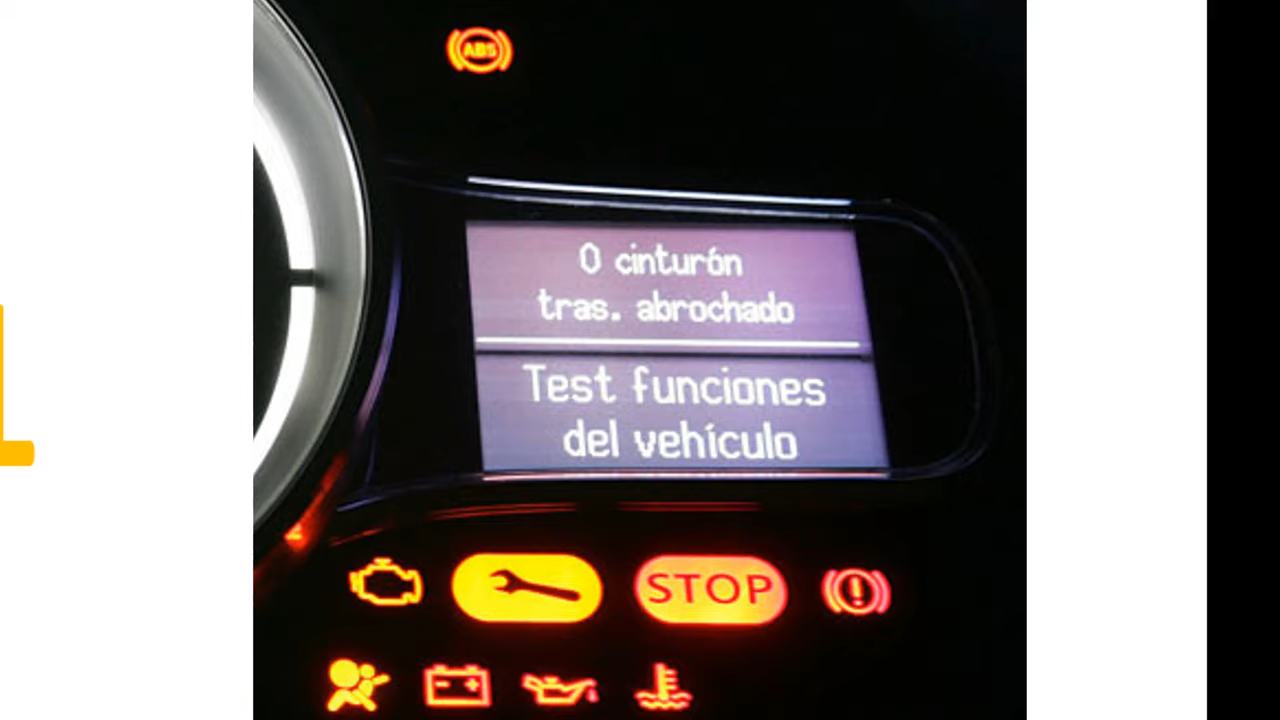 ABS
0 cinturón
tras. abrochado
Test funciones
del vehículo
STOP